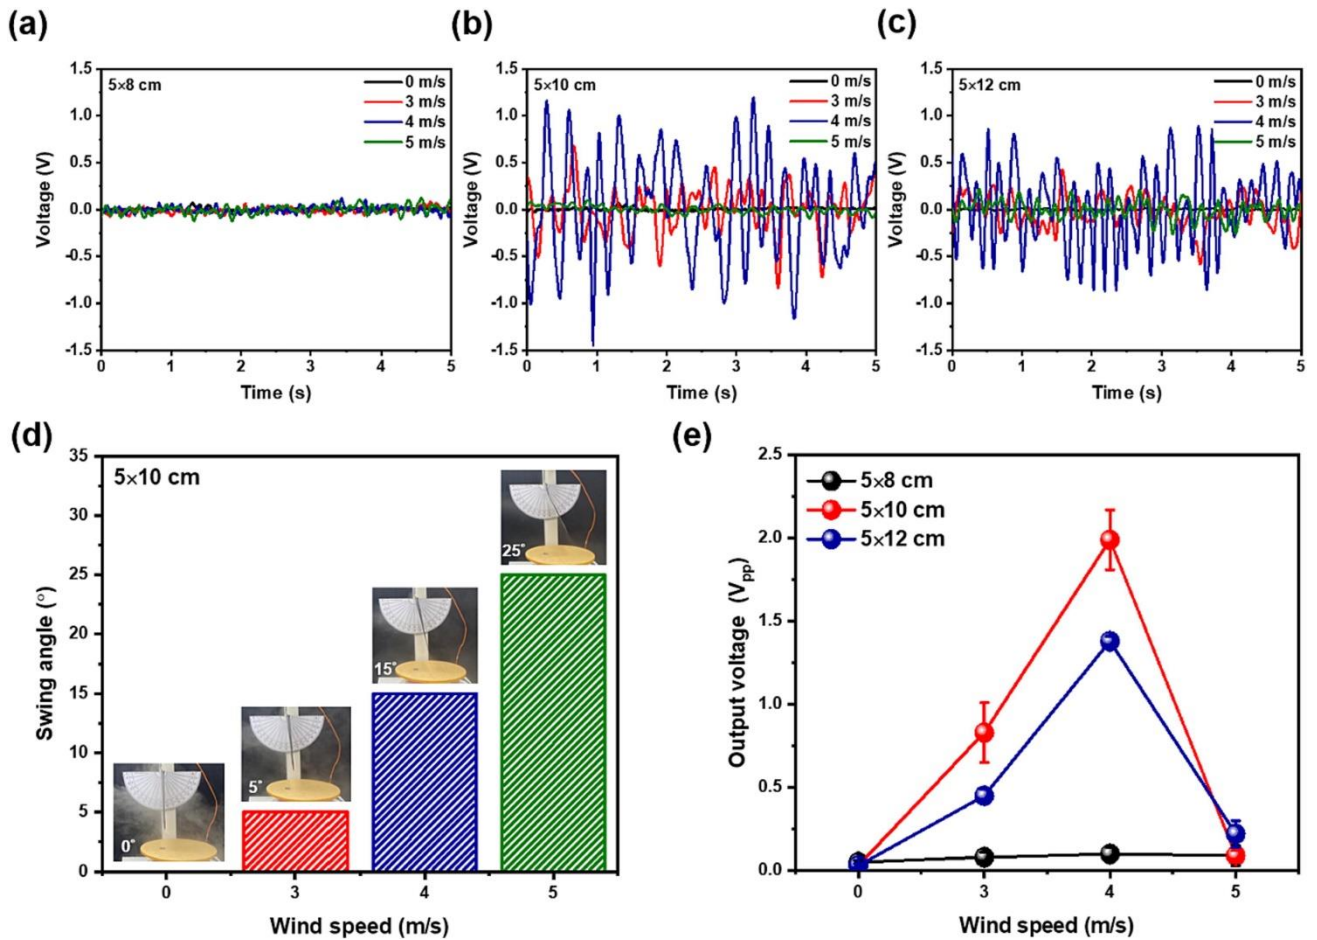 (a)
5×8 cm
0 m/s
3 m/s
4 m/s
5 m/s
1.5
1.0
0.5
0.0
-0.5
-1.0
-1.5
Voltage (V)
0 1 2 3 4 5
Time (s)
(b)
5×10 cm
0 m/s
3 m/s
4 m/s
5 m/s
1.5
1.0
0.5
0.0
-0.5
-1.0
-1.5
Voltage (V)
0 1 2 3 4 5
Time (s)
(c)
5×12 cm
0 m/s
3 m/s
4 m/s
5 m/s
1.5
1.0
0.5
0.0
-0.5
-1.0
-1.5
Voltage (V)
0 1 2 3 4 5
Time (s)
(d)
5×10 cm
35
30
25
20
15
10
5
0
Swing angle (°)
0°
5°
15°
25°
0 3 4 5
Wind speed (m/s)
(e)
5×8 cm
5×10 cm
5×12 cm
2.5
2.0
1.5
1.0
0.5
0.0
Output voltage (Vpp)
0 3 4 5
Wind speed (m/s)